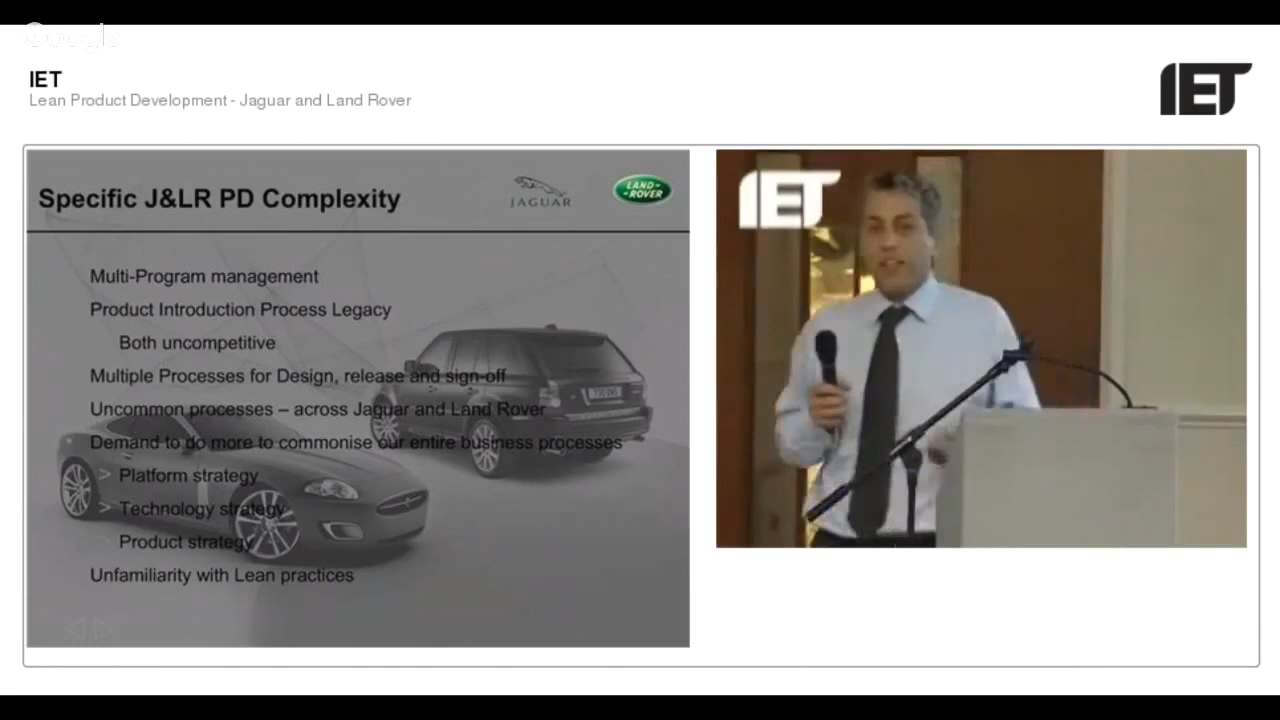 Google
IET
Lean Product Development - Jaguar and Land Rover
IET
Specific J&LR PD Complexity
JAGUAR
LAND-
-ROVER
Multi-Program management
Product Introduction Process Legacy
Both uncompetitive
Multiple Processes for Design, release and sign-off
Uncommon processes – across Jaguar and Land Rover
Demand to do more to commonise our entire business processes
> Platform strategy
> Technology strategy
Product strategy
Unfamiliarity with Lean practices
IET